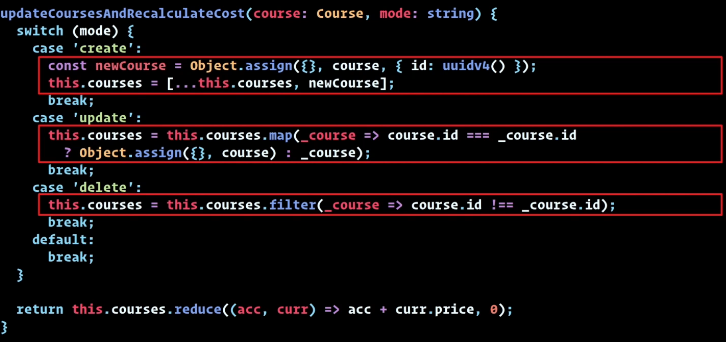 updateCoursesAndRecalculateCost(course: Course, mode: string) {
switch (mode) {
case 'create':
const newCourse = Object.assign({}, course, { id: uuidv4() });
this.courses = [...this.courses, newCourse];
break;
case 'update':
this.courses = this.courses.map(_course => course.id === _course.id
? Object.assign({}, course) : _course);
break;
case 'delete':
this.courses = this.courses.filter(_course => course.id !== _course.id);
break;
default:
break;
}
return this.courses.reduce((acc, curr) => acc + curr.price, 0);
}